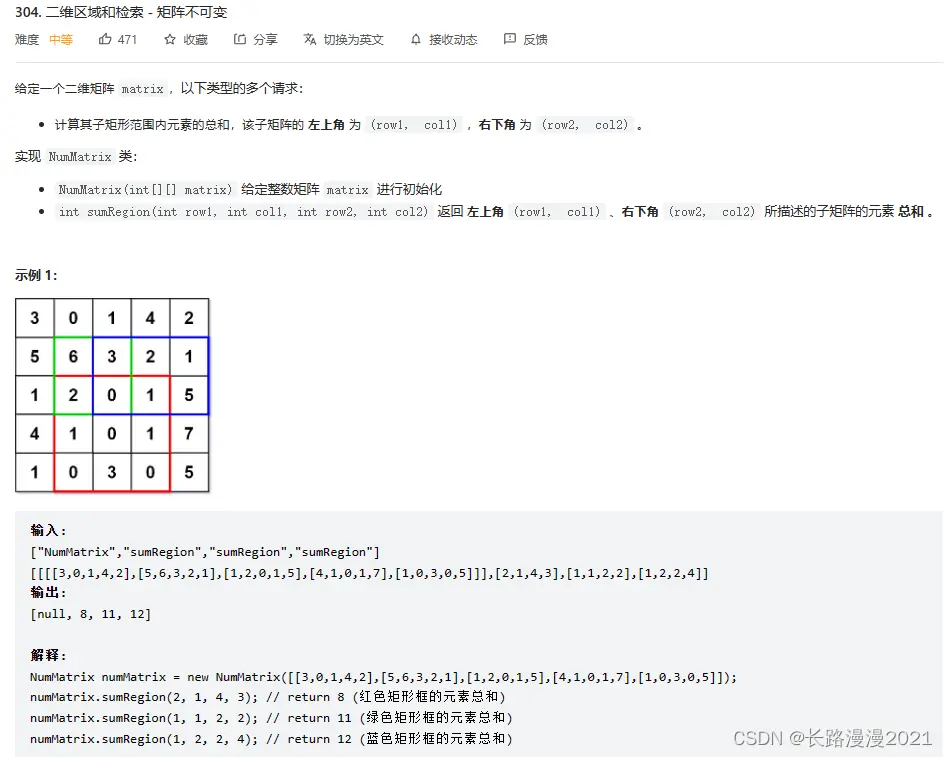 304. 二维区域和检索 - 矩阵不可变
难度 中等 471 收藏 分享 切换为英文 接收动态 反馈
给定一个二维矩阵 matrix ，以下类型的多个请求：
• 计算其子矩形范围内元素的总和，该子矩阵的 左上角 为 (row1, col1) ，右下角 为 (row2, col2) 。
实现 NumMatrix 类：
• NumMatrix(int[][] matrix) 给定整数矩阵 matrix 进行初始化
• int sumRegion(int row1, int col1, int row2, int col2) 返回 左上角 (row1, col1) 、右下角 (row2, col2) 所描述的子矩阵的元素 总和 。
示例 1：
3 0 1 4 2
5 6 3 2 1
1 2 0 1 5
4 1 0 1 7
1 0 3 0 5
输入：
["NumMatrix","sumRegion","sumRegion","sumRegion"]
[[[[3,0,1,4,2],[5,6,3,2,1],[1,2,0,1,5],[4,1,0,1,7],[1,0,3,0,5]]],[2,1,4,3],[1,1,2,2],[1,2,2,4]]
输出：
[null, 8, 11, 12]
解释：
NumMatrix numMatrix = new NumMatrix([[3,0,1,4,2],[5,6,3,2,1],[1,2,0,1,5],[4,1,0,1,7],[1,0,3,0,5]]);
numMatrix.sumRegion(2, 1, 4, 3); // return 8 (红色矩形框的元素总和)
numMatrix.sumRegion(1, 1, 2, 2); // return 11 (绿色矩形框的元素总和)
numMatrix.sumRegion(1, 2, 2, 4); // return 12 (蓝色矩形框的元素总和)
CSDN @长路漫漫2021